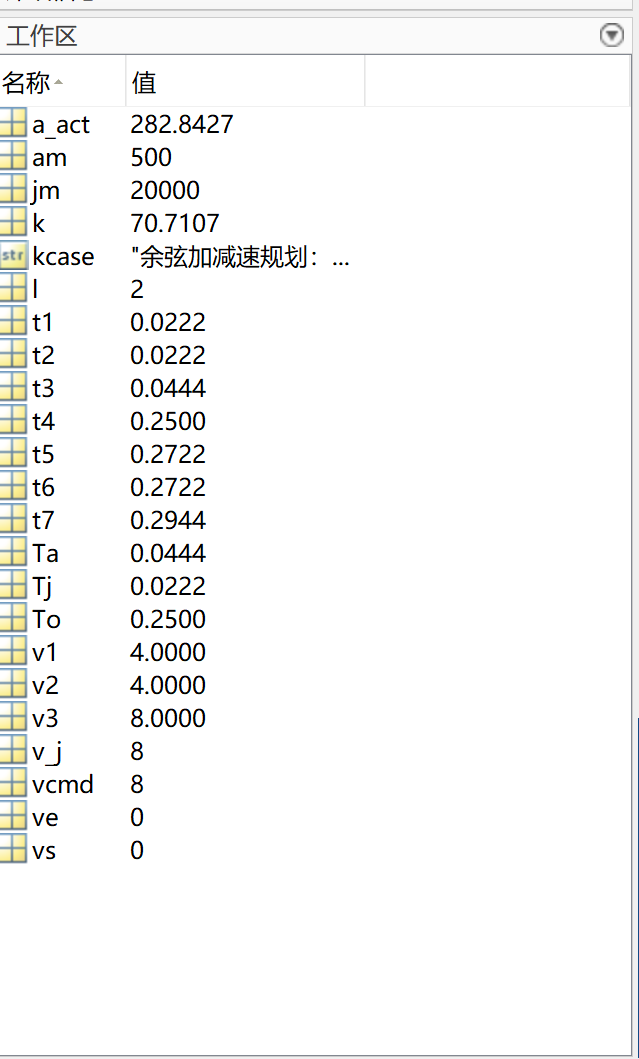 工作区
名称 值
a_act 282.8427
am 500
jm 20000
k 70.7107
str kcase "余弦加减速规划：...
l 2
t1 0.0222
t2 0.0222
t3 0.0444
t4 0.2500
t5 0.2722
t6 0.2722
t7 0.2944
Ta 0.0444
Tj 0.0222
To 0.2500
v1 4.0000
v2 4.0000
v3 8.0000
v_j 8
vcmd 8
ve 0
vs 0